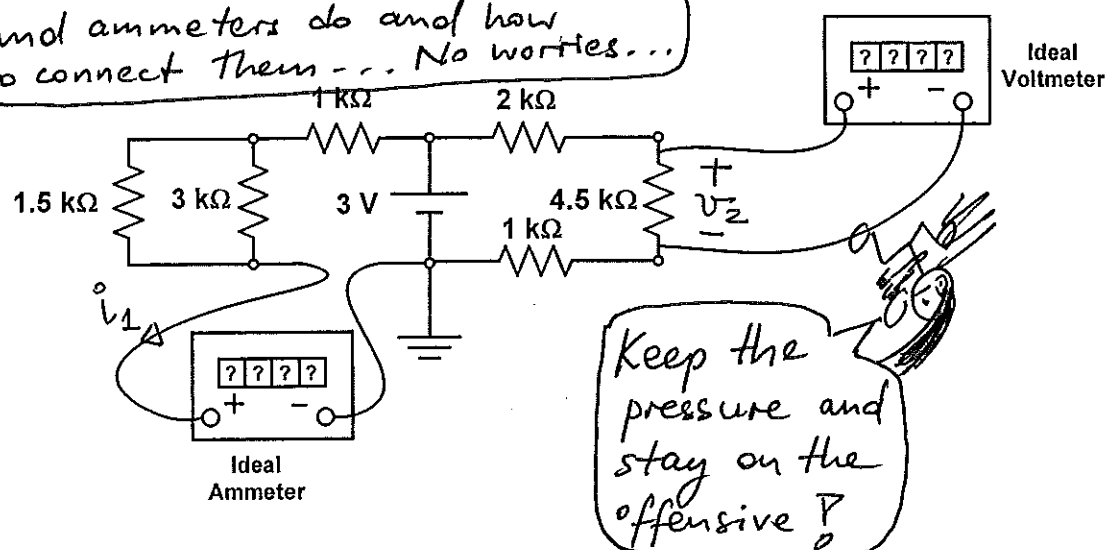 and ammeters do and how
o connect them... No worries...
1 kΩ
2 kΩ
? ? ? ?
+ -
Ideal
Voltmeter
1.5 kΩ
3 kΩ
3 V
4.5 kΩ
+
v2
-
1 kΩ
i1
? ? ? ?
+ -
Ideal
Ammeter
Keep the
pressure and
stay on the
offensive !